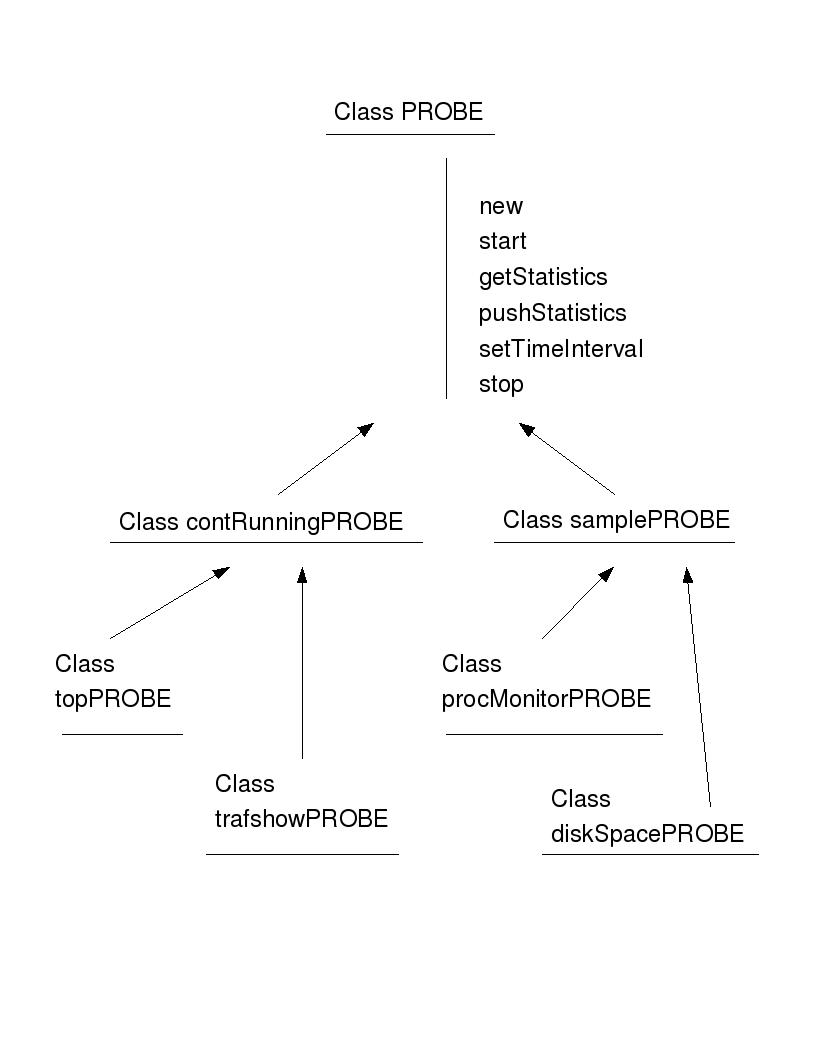 Class PROBE
new
start
getStatistics
pushStatistics
setTimeInterval
stop
Class contRunningPROBE
Class samplePROBE
Class
topPROBE
Class
procMonitorPROBE
Class
trafshowPROBE
Class
diskSpacePROBE